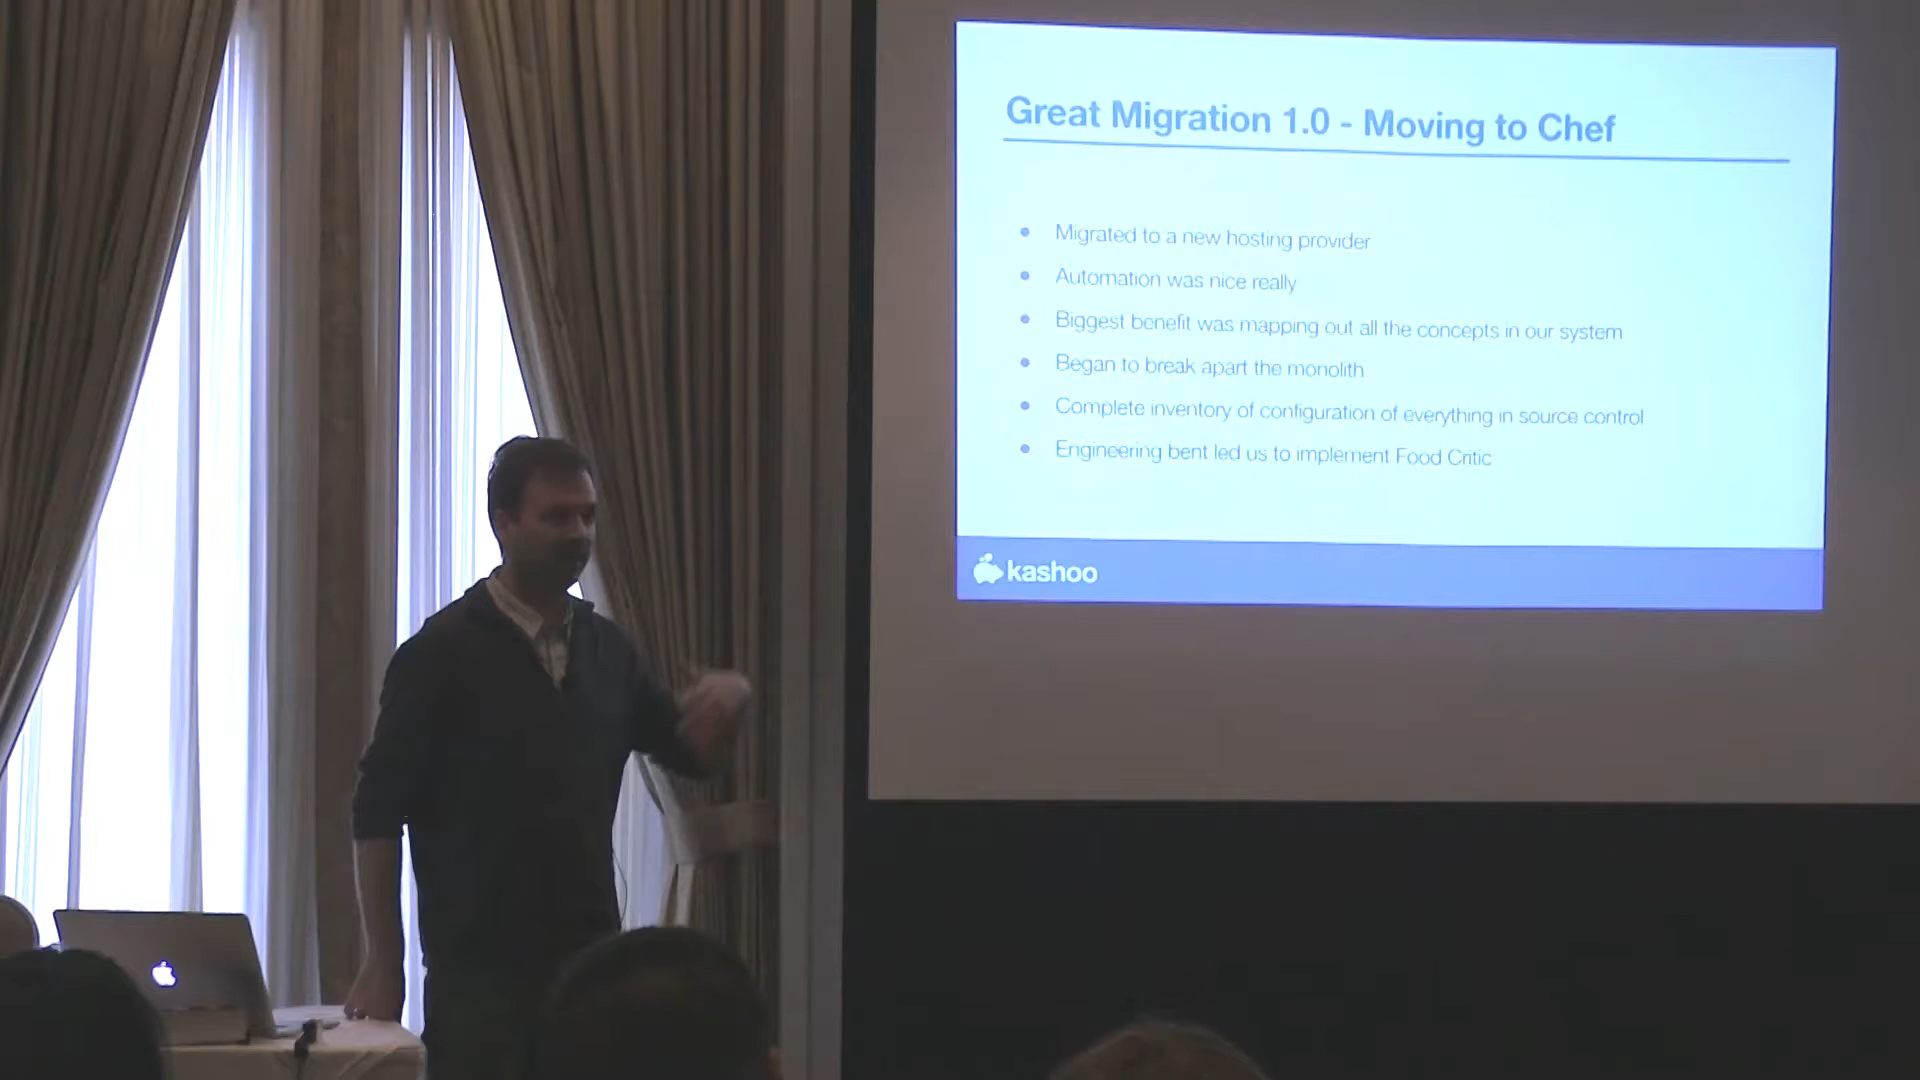 Great Migration 1.0 - Moving to Chef
Migrated to a new hosting provider
Automation was nice really
Biggest benefit was mapping out all the concepts in our system
Began to break apart the monolith
Complete inventory of configuration of everything in source control
Engineering bent led us to implement Food Critic
kashoo